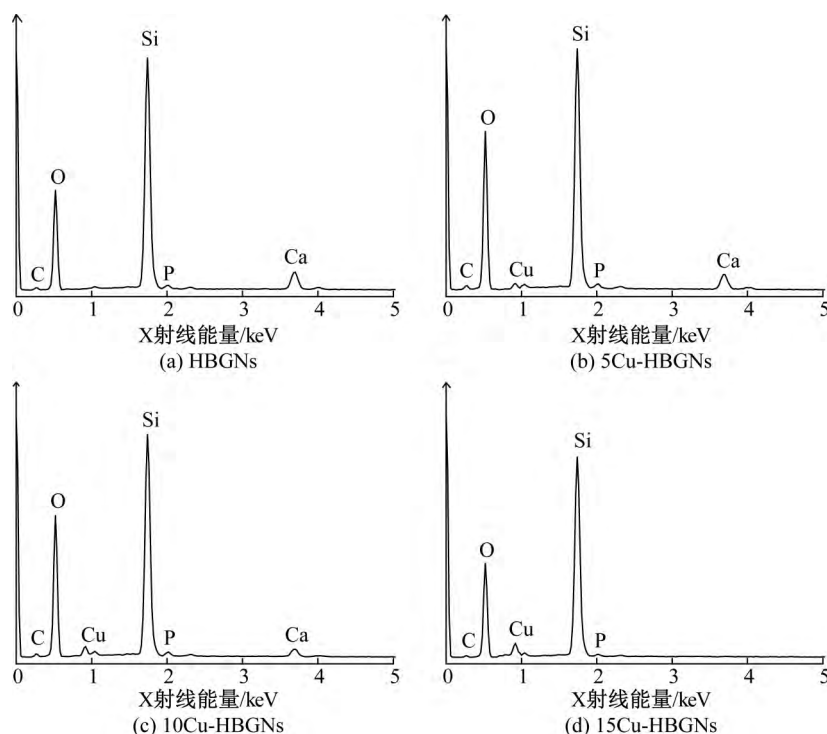 Si
O
C
P
Ca
0 1 2 3 4 5
X射线能量/keV
(a) HBGNs
Si
O
C
Cu
P
Ca
0 1 2 3 4 5
X射线能量/keV
(b) 5Cu-HBGNs
Si
O
C
Cu
P
Ca
0 1 2 3 4 5
X射线能量/keV
(c) 10Cu-HBGNs
Si
O
C
Cu
P
0 1 2 3 4 5
X射线能量/keV
(d) 15Cu-HBGNs